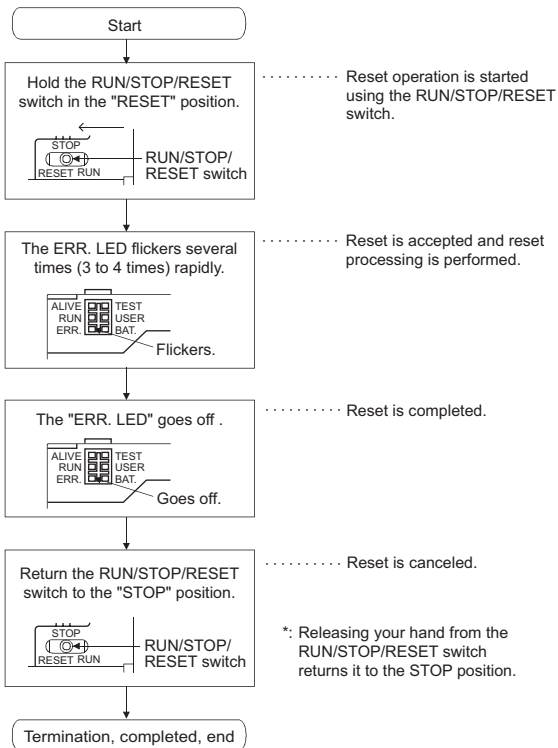 Start
Hold the RUN/STOP/RESET
switch in the "RESET" position.
STOP
RESET RUN
RUN/STOP/
RESET switch
Reset operation is started
using the RUN/STOP/RESET
switch.
The ERR. LED flickers several
times (3 to 4 times) rapidly.
ALIVE TEST
RUN USER
ERR. BAT.
Flickers.
Reset is accepted and reset
processing is performed.
The "ERR. LED" goes off .
ALIVE TEST
RUN USER
ERR. BAT.
Goes off.
Reset is completed.
Return the RUN/STOP/RESET
switch to the "STOP" position.
STOP
RESET RUN
RUN/STOP/
RESET switch
Reset is canceled.
*: Releasing your hand from the
RUN/STOP/RESET switch
returns it to the STOP position.
Termination, completed, end